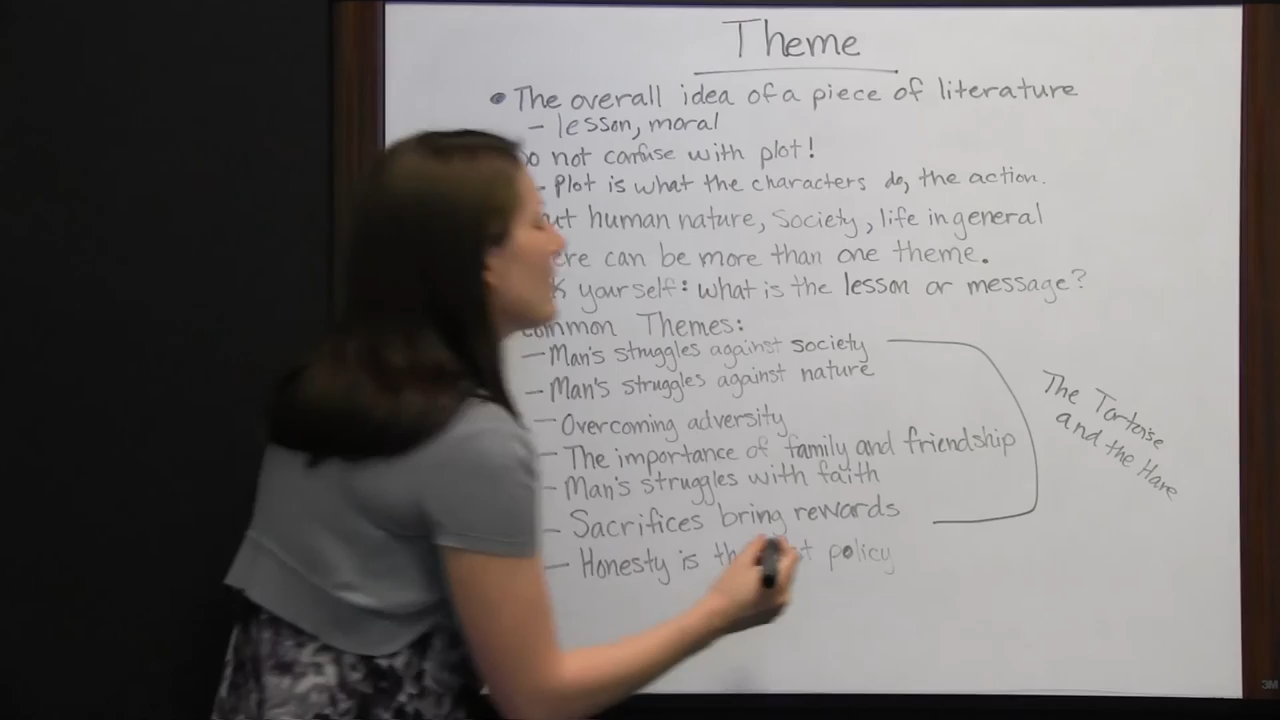 Theme
The overall idea of a piece of literature
- lesson, moral
not confuse with plot!
- Plot is what the characters do, the action.
human nature, society, life in general
can be more than one theme.
yourself: what is the lesson or message?
Common Themes:
- Man's struggles against society
- Man's struggles against nature
- Overcoming adversity
- The importance of family and friendship
- Man's struggles with faith
- Sacrifices bring rewards
- Honesty is policy
The Tortoise
and the Hare
3M